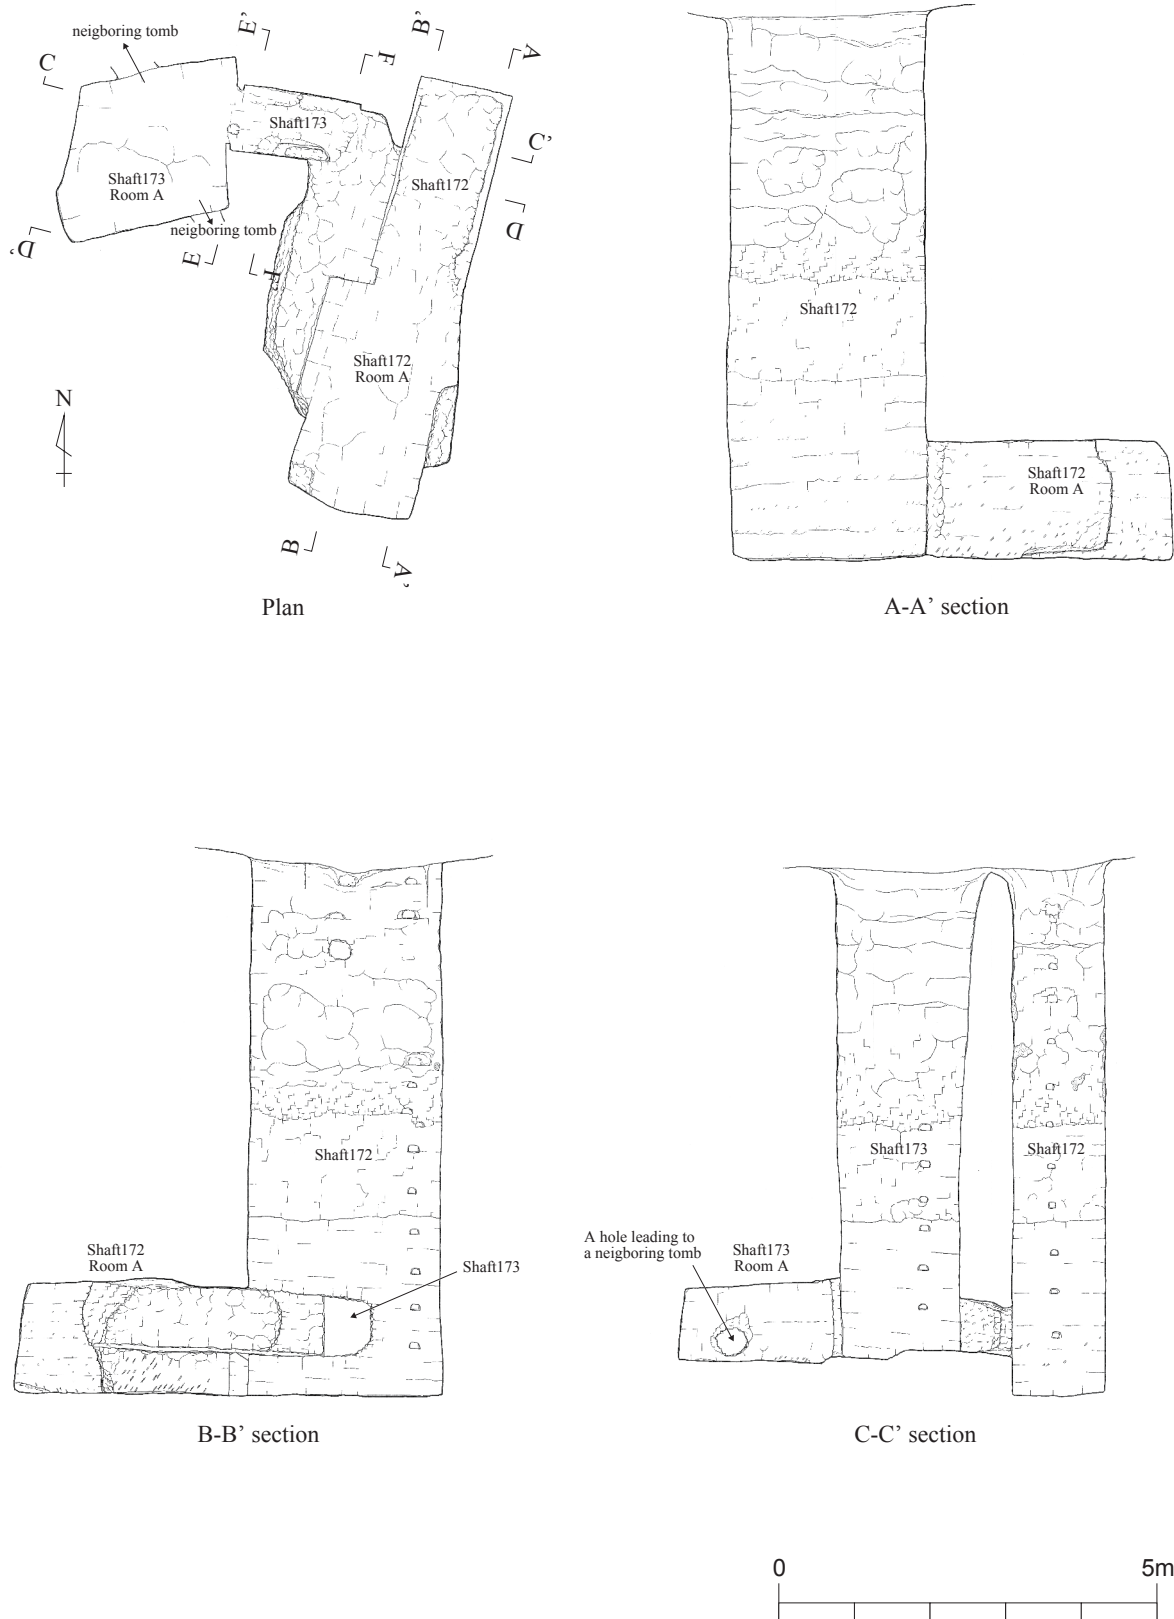 neigboring tomb
E’
B’
A
F
C
C’
Shaft173
Shaft173
Room A
Shaft172
D
neigboring tomb
D’
E
F’
Shaft172
Room A
N
B
A’
Plan
Shaft172
Shaft172
Room A
A-A’ section
Shaft172
Shaft172
Room A
Shaft173
B-B’ section
Shaft173
Shaft172
A hole leading to
a neigboring tomb
Shaft173
Room A
C-C’ section
0
5m